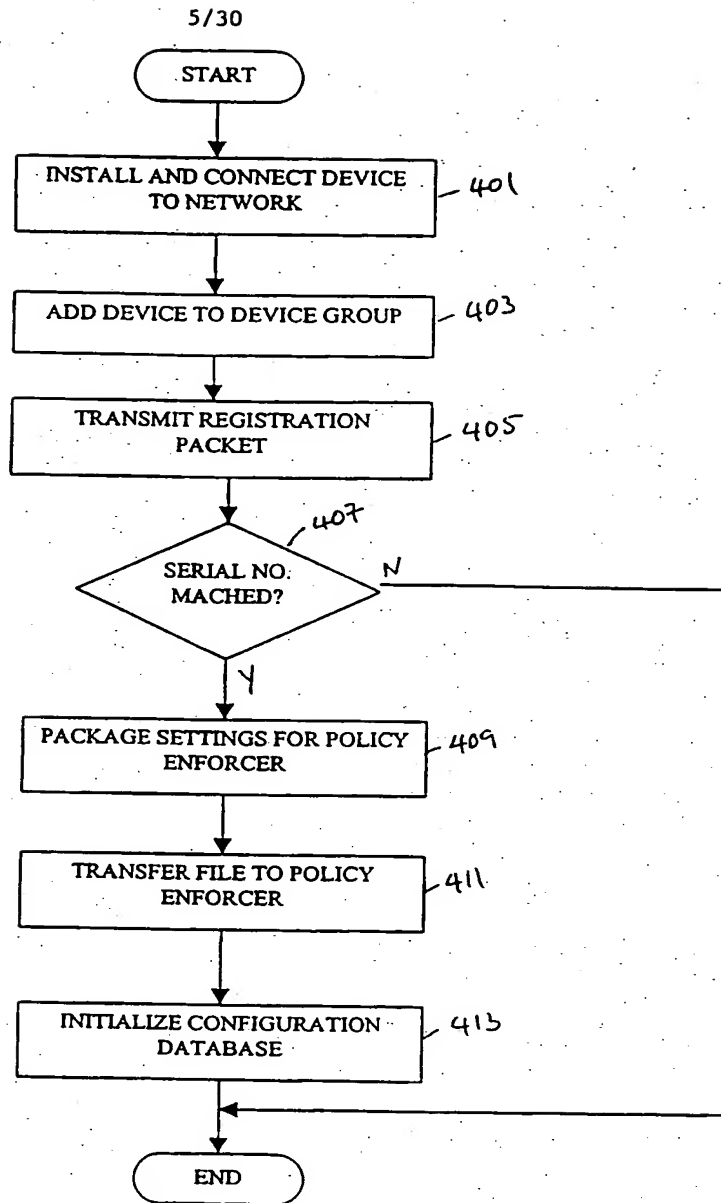 5/30
START
INSTALL AND CONNECT DEVICE
TO NETWORK
401
ADD DEVICE TO DEVICE GROUP
403
TRANSMIT REGISTRATION
PACKET
405
407
SERIAL NO.
MACHED?
N
Y
PACKAGE SETTINGS FOR POLICY
ENFORCER
409
TRANSFER FILE TO POLICY
ENFORCER
411
INITIALIZE CONFIGURATION
DATABASE
413
END